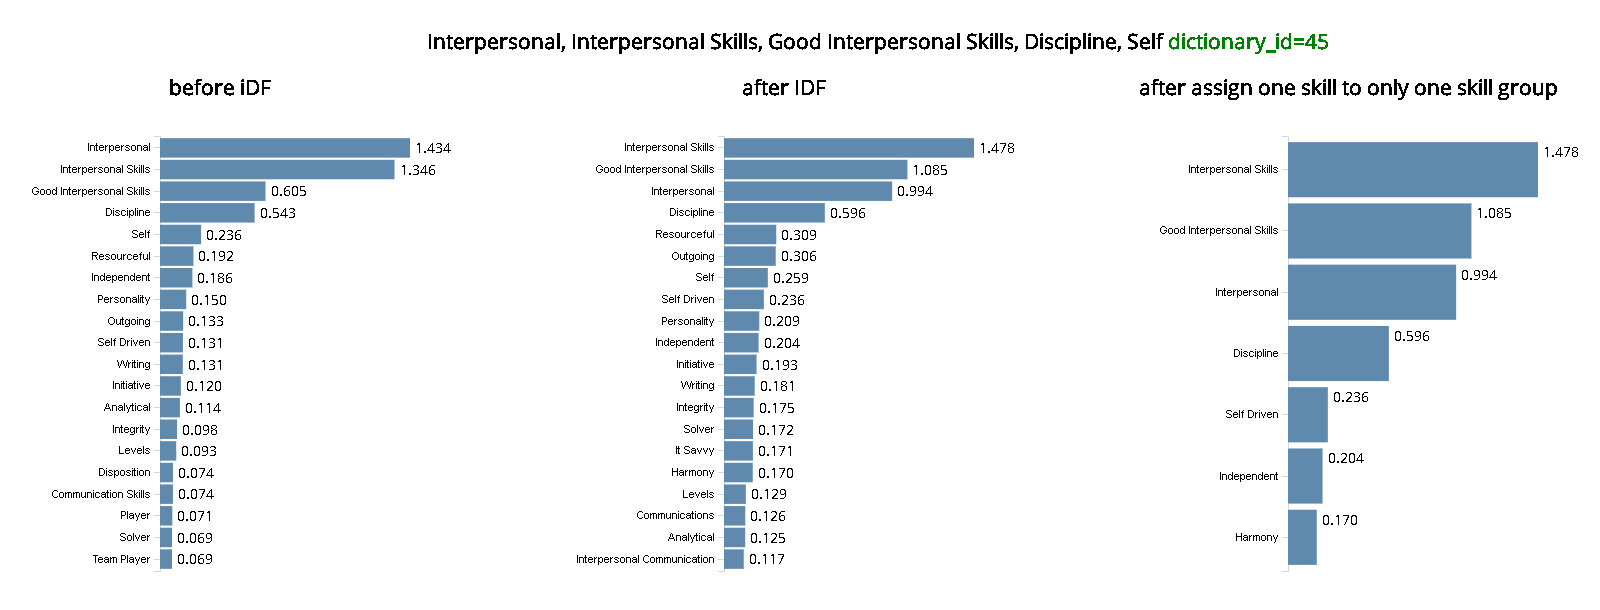 Interpersonal, Interpersonal Skills, Good Interpersonal Skills, Discipline, Self dictionary_id=45
before iDF
Interpersonal 1.434
Interpersonal Skills 1.346
Good Interpersonal Skills 0.605
Discipline 0.543
Self 0.236
Resourceful 0.192
Independent 0.186
Personality 0.150
Outgoing 0.133
Self Driven 0.131
Writing 0.131
Initiative 0.120
Analytical 0.114
Integrity 0.098
Levels 0.093
Disposition 0.074
Communication Skills 0.074
Player 0.071
Solver 0.069
Team Player 0.069
after IDF
Interpersonal Skills 1.478
Good Interpersonal Skills 1.085
Interpersonal 0.994
Discipline 0.596
Resourceful 0.309
Outgoing 0.306
Self 0.259
Self Driven 0.236
Personality 0.209
Independent 0.204
Initiative 0.193
Writing 0.181
Integrity 0.175
Solver 0.172
It Savvy 0.171
Harmony 0.170
Levels 0.129
Communications 0.126
Analytical 0.125
Interpersonal Communication 0.117
after assign one skill to only one skill group
Interpersonal Skills 1.478
Good Interpersonal Skills 1.085
Interpersonal 0.994
Discipline 0.596
Self Driven 0.236
Independent 0.204
Harmony 0.170